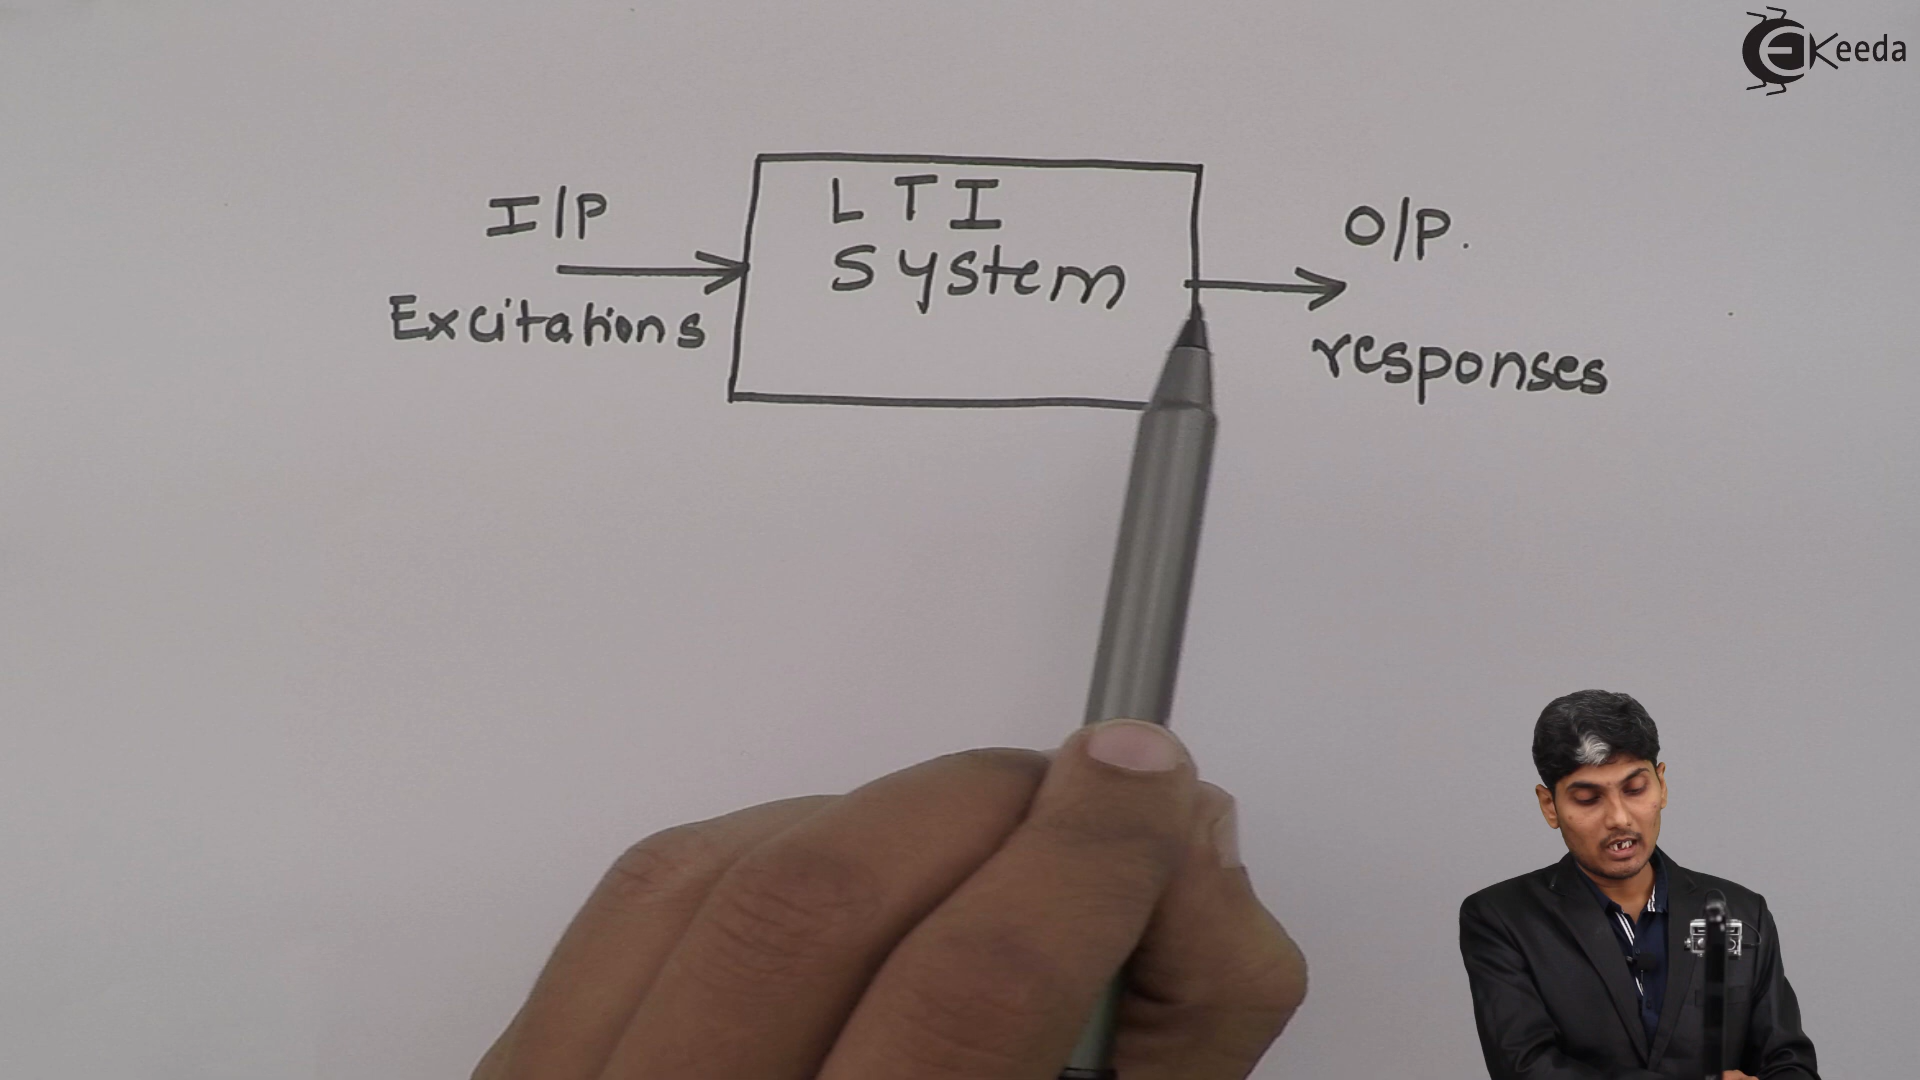 EKeeda
I/P
Excitations
LTI
System
O/P.
responses